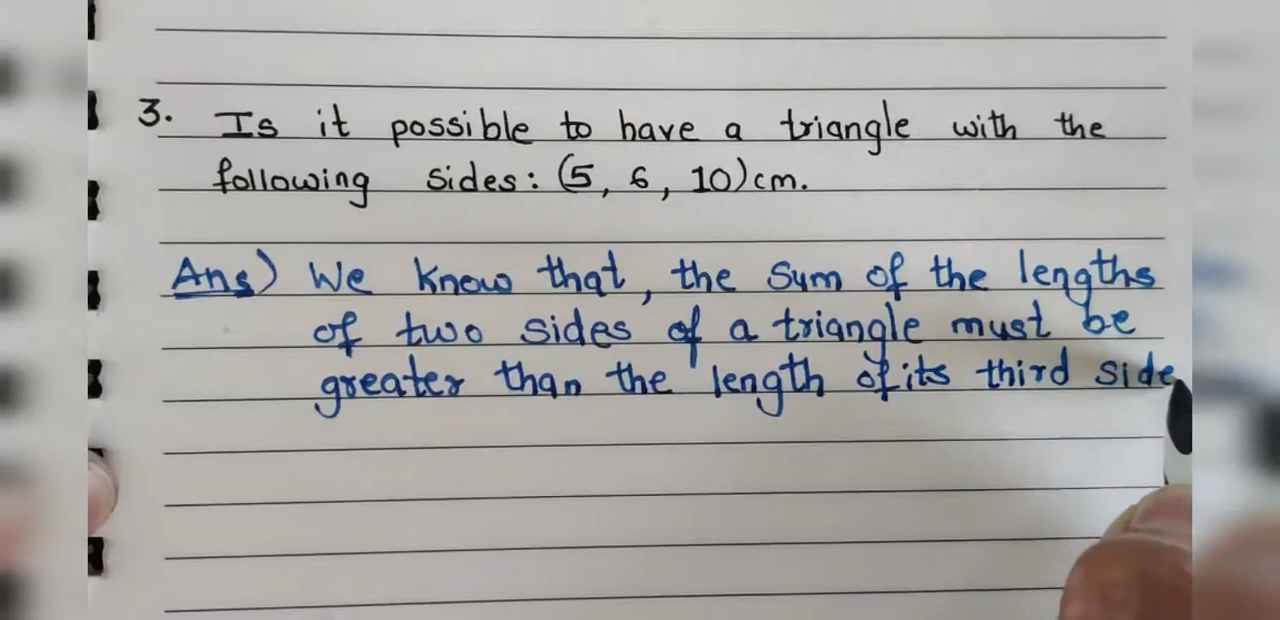 3. Is it possible to have a triangle with the
following sides: (5, 6, 10)cm.
Ans) We know that, the sum of the lengths
of two sides of a triangle must be
greater than the length of its third side